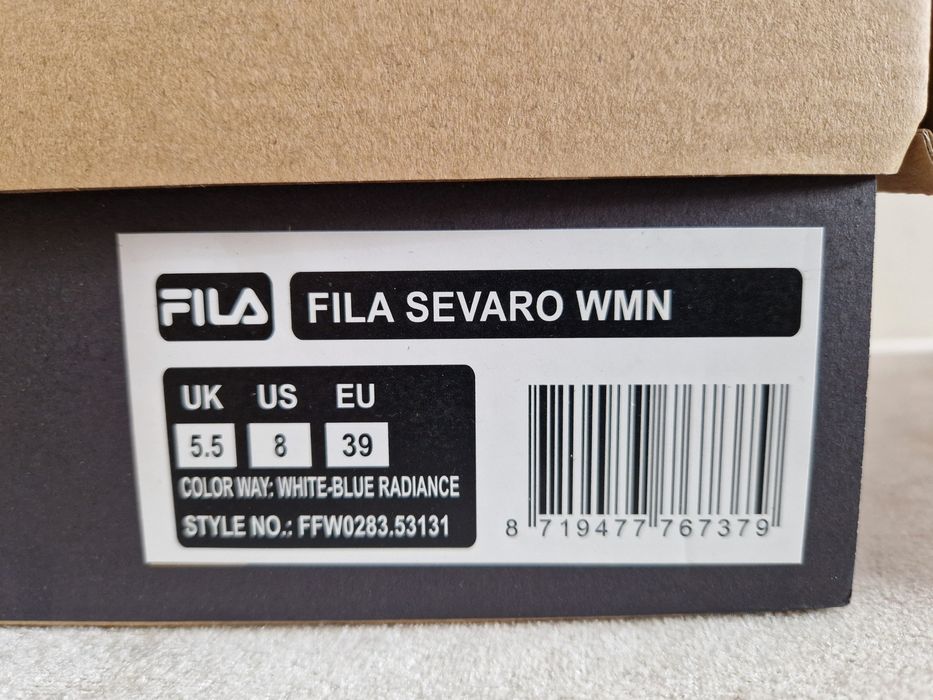 FILA
FILA SEVARO WMN
UK US EU
5.5 8 39
COLOR WAY: WHITE-BLUE RADIANCE
STYLE NO.: FFW0283.53131
8 719477 767379